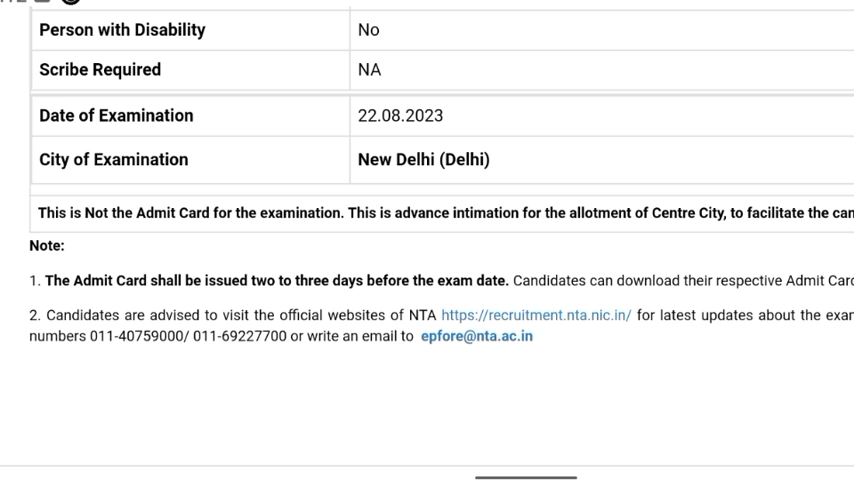 Person with Disability No
Scribe Required NA
Date of Examination 22.08.2023
City of Examination New Delhi (Delhi)
This is Not the Admit Card for the examination. This is advance intimation for the allotment of Centre City, to facilitate the can
Note:
1. The Admit Card shall be issued two to three days before the exam date. Candidates can download their respective Admit Card
2. Candidates are advised to visit the official websites of NTA https://recruitment.nta.nic.in/ for latest updates about the exam
numbers 011-40759000/ 011-69227700 or write an email to epfore@nta.ac.in